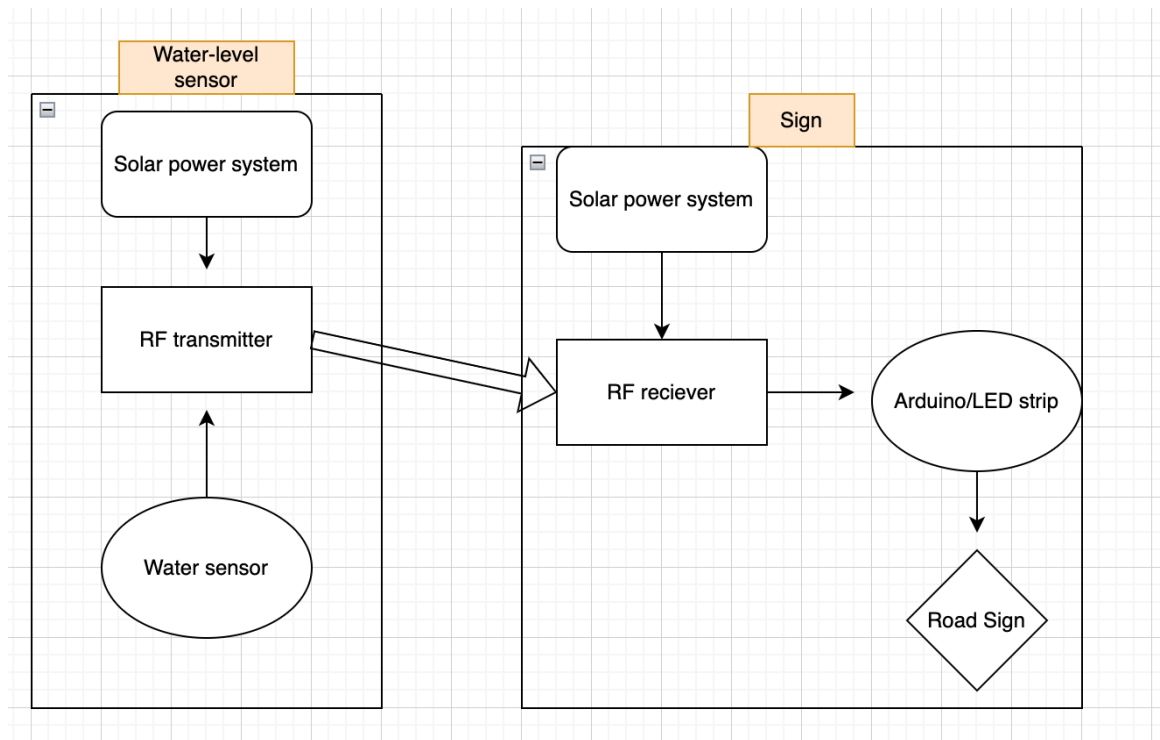 Water-level
sensor
Solar power system
RF transmitter
Water sensor
Sign
Solar power system
RF reciever
Arduino/LED strip
Road Sign